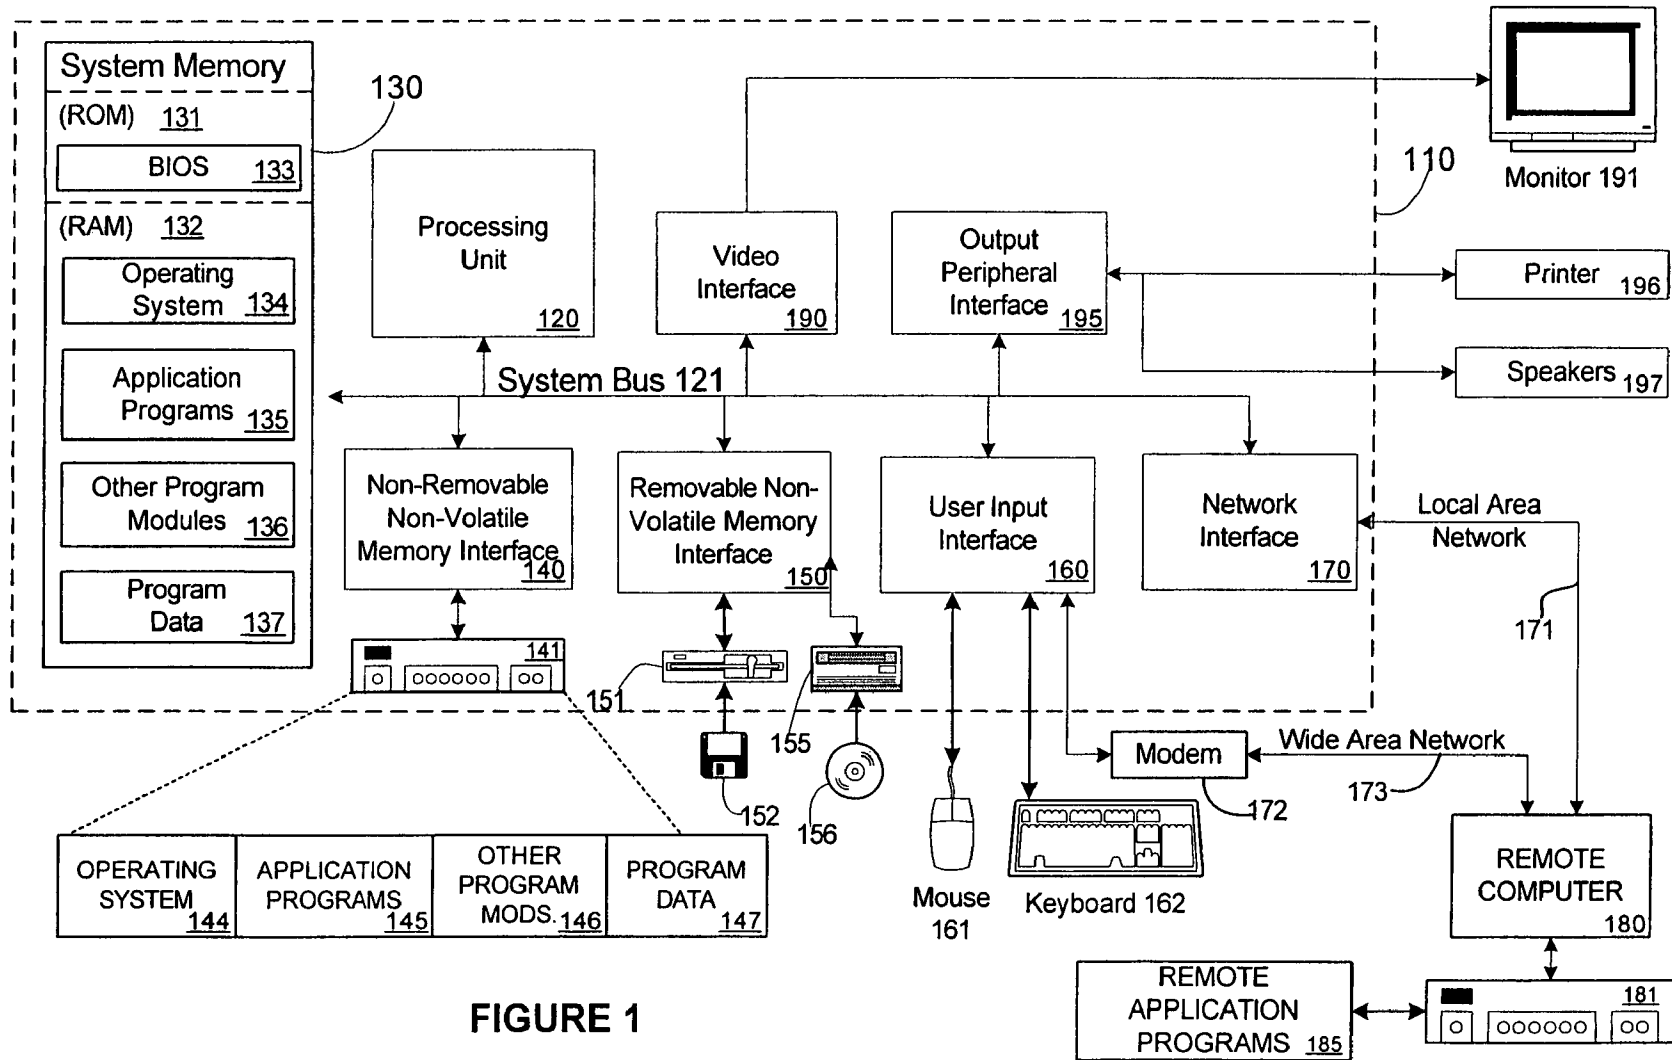 System Memory
(ROM) 131
BIOS 133
(RAM) 132
Operating
System 134
Application
Programs 135
Other Program
Modules 136
Program
Data 137
130
Processing
Unit
120
Video
Interface
190
Output
Peripheral
Interface
195
Monitor 191
110
Printer 196
Speakers 197
System Bus 121
Non-Removable
Non-Volatile
Memory Interface
140
Removable Non-
Volatile Memory
Interface
150
User Input
Interface
160
Network
Interface
170
Local Area
Network
171
141
151
152
155
156
Modem
172
Wide Area Network
173
Mouse
161
Keyboard 162
OPERATING
SYSTEM 144
APPLICATION
PROGRAMS 145
OTHER
PROGRAM
MODS. 146
PROGRAM
DATA 147
REMOTE
COMPUTER
180
181
REMOTE
APPLICATION
PROGRAMS 185
FIGURE 1